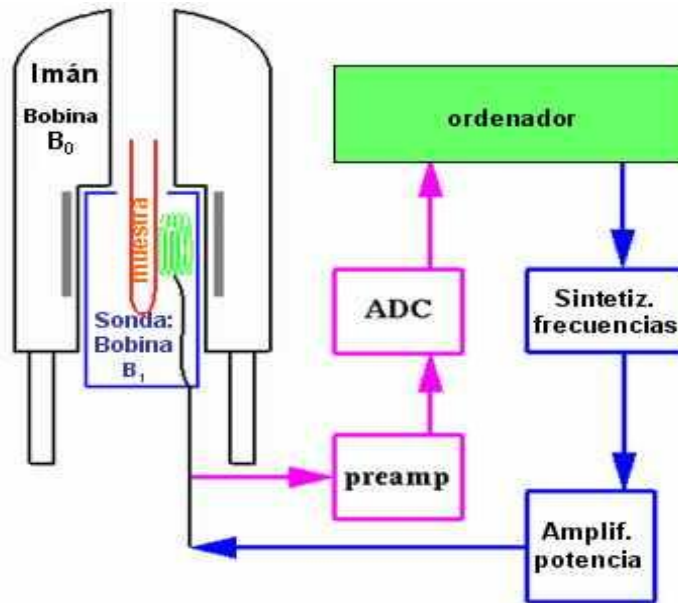 Imán
Bobina
B₀
muestra
Sonda:
Bobina
B₁
ordenador
ADC
preamp
Sintetiz.
frecuencias
Amplif.
potencia